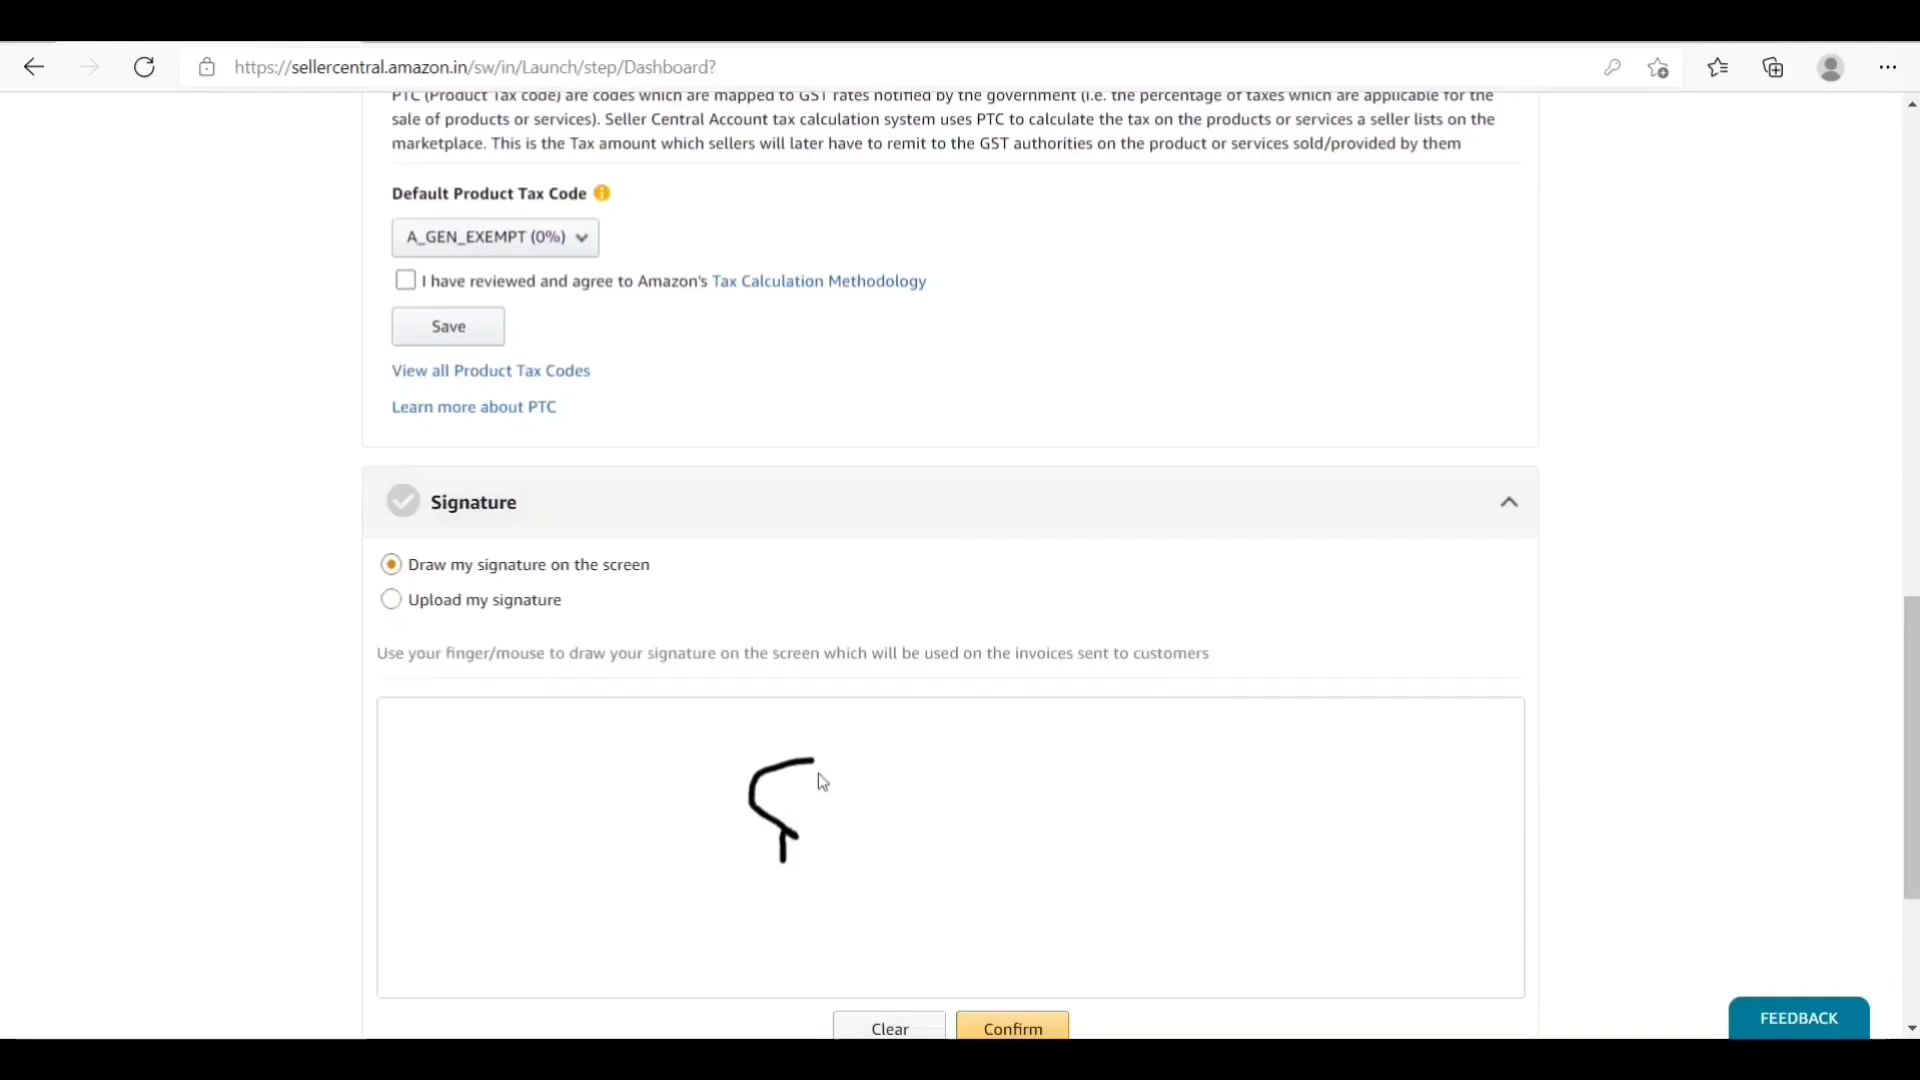 https://sellercentral.amazon.in/sw/in/Launch/step/Dashboard?
PTC (Product Tax code) are codes which are mapped to GST rates notified by the government (i.e. the percentage of taxes which are applicable for the
sale of products or services). Seller Central Account tax calculation system uses PTC to calculate the tax on the products or services a seller lists on the
marketplace. This is the Tax amount which sellers will later have to remit to the GST authorities on the product or services sold/provided by them
Default Product Tax Code
A_GEN_EXEMPT (0%)
I have reviewed and agree to Amazon's Tax Calculation Methodology
Save
View all Product Tax Codes
Learn more about PTC
Signature
Draw my signature on the screen
Upload my signature
Use your finger/mouse to draw your signature on the screen which will be used on the invoices sent to customers
Clear
Confirm
FEEDBACK